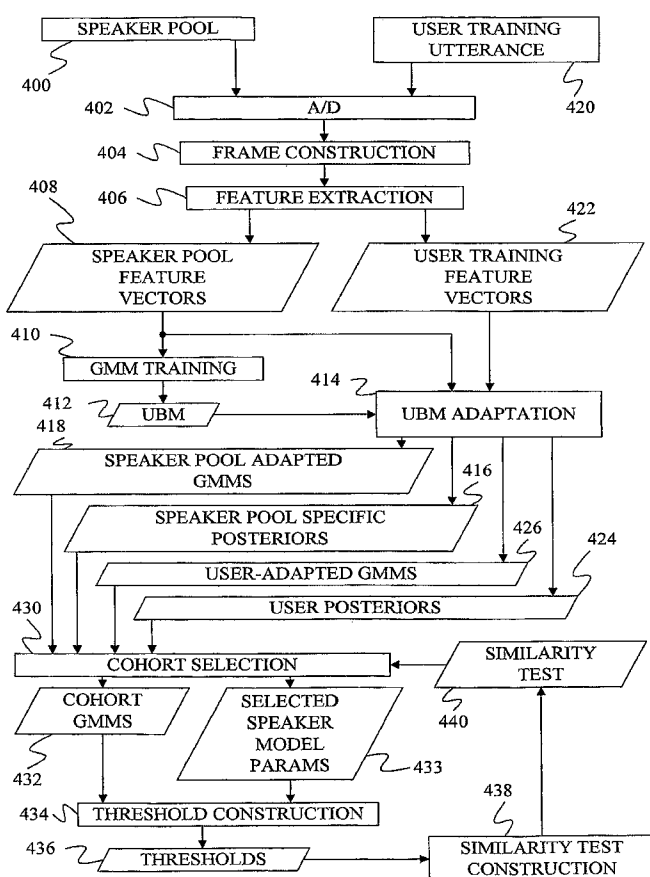 SPEAKER POOL
USER TRAINING
UTTERANCE
400
420
402
A/D
404
FRAME CONSTRUCTION
408
406
FEATURE EXTRACTION
422
SPEAKER POOL
FEATURE
VECTORS
USER TRAINING
FEATURE
VECTORS
410
GMM TRAINING
414
412
UBM
UBM ADAPTATION
418
SPEAKER POOL ADAPTED
GMMS
416
SPEAKER POOL SPECIFIC
POSTERIORS
426
424
USER-ADAPTED GMMS
USER POSTERIORS
430
COHORT SELECTION
SIMILARITY
TEST
440
COHORT
GMMS
SELECTED
SPEAKER
MODEL
PARAMS
432
433
434
THRESHOLD CONSTRUCTION
438
436
THRESHOLDS
SIMILARITY TEST
CONSTRUCTION